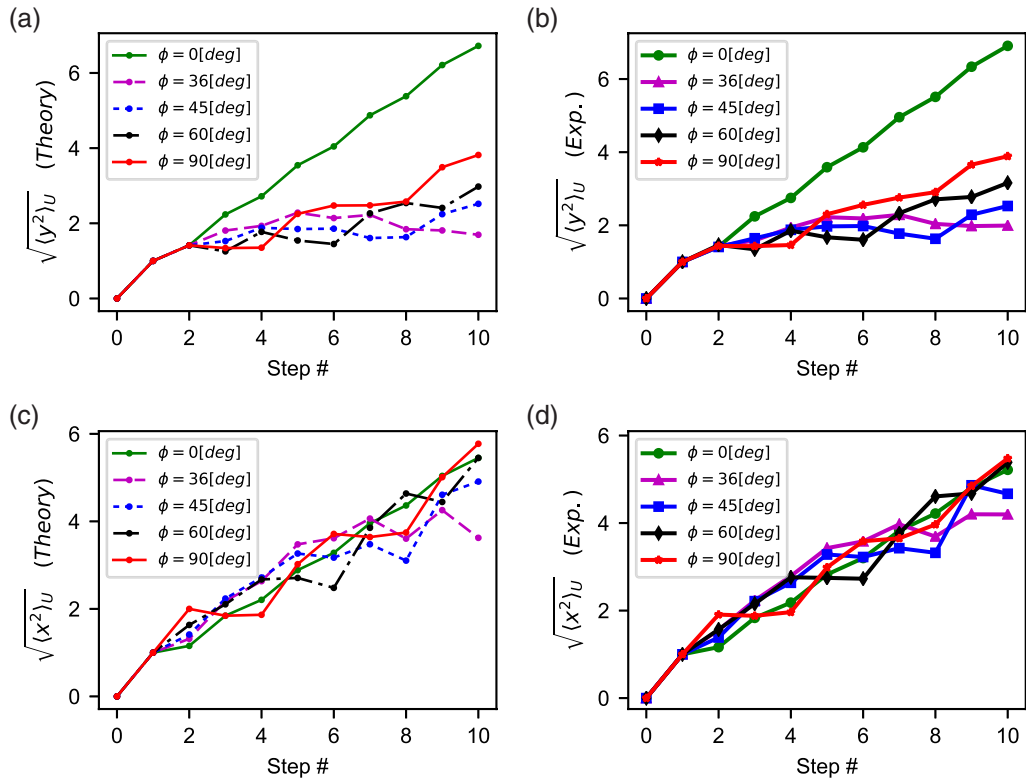 (a)
√⟨y²⟩U (Theory)
6
4
2
0
ϕ = 0[deg]
ϕ = 36[deg]
ϕ = 45[deg]
ϕ = 60[deg]
ϕ = 90[deg]
0 2 4 6 8 10
Step #
(b)
√⟨y²⟩U (Exp.)
6
4
2
0
ϕ = 0[deg]
ϕ = 36[deg]
ϕ = 45[deg]
ϕ = 60[deg]
ϕ = 90[deg]
0 2 4 6 8 10
Step #
(c)
√⟨x²⟩U (Theory)
6
4
2
0
ϕ = 0[deg]
ϕ = 36[deg]
ϕ = 45[deg]
ϕ = 60[deg]
ϕ = 90[deg]
0 2 4 6 8 10
Step #
(d)
√⟨x²⟩U (Exp.)
6
4
2
0
ϕ = 0[deg]
ϕ = 36[deg]
ϕ = 45[deg]
ϕ = 60[deg]
ϕ = 90[deg]
0 2 4 6 8 10
Step #